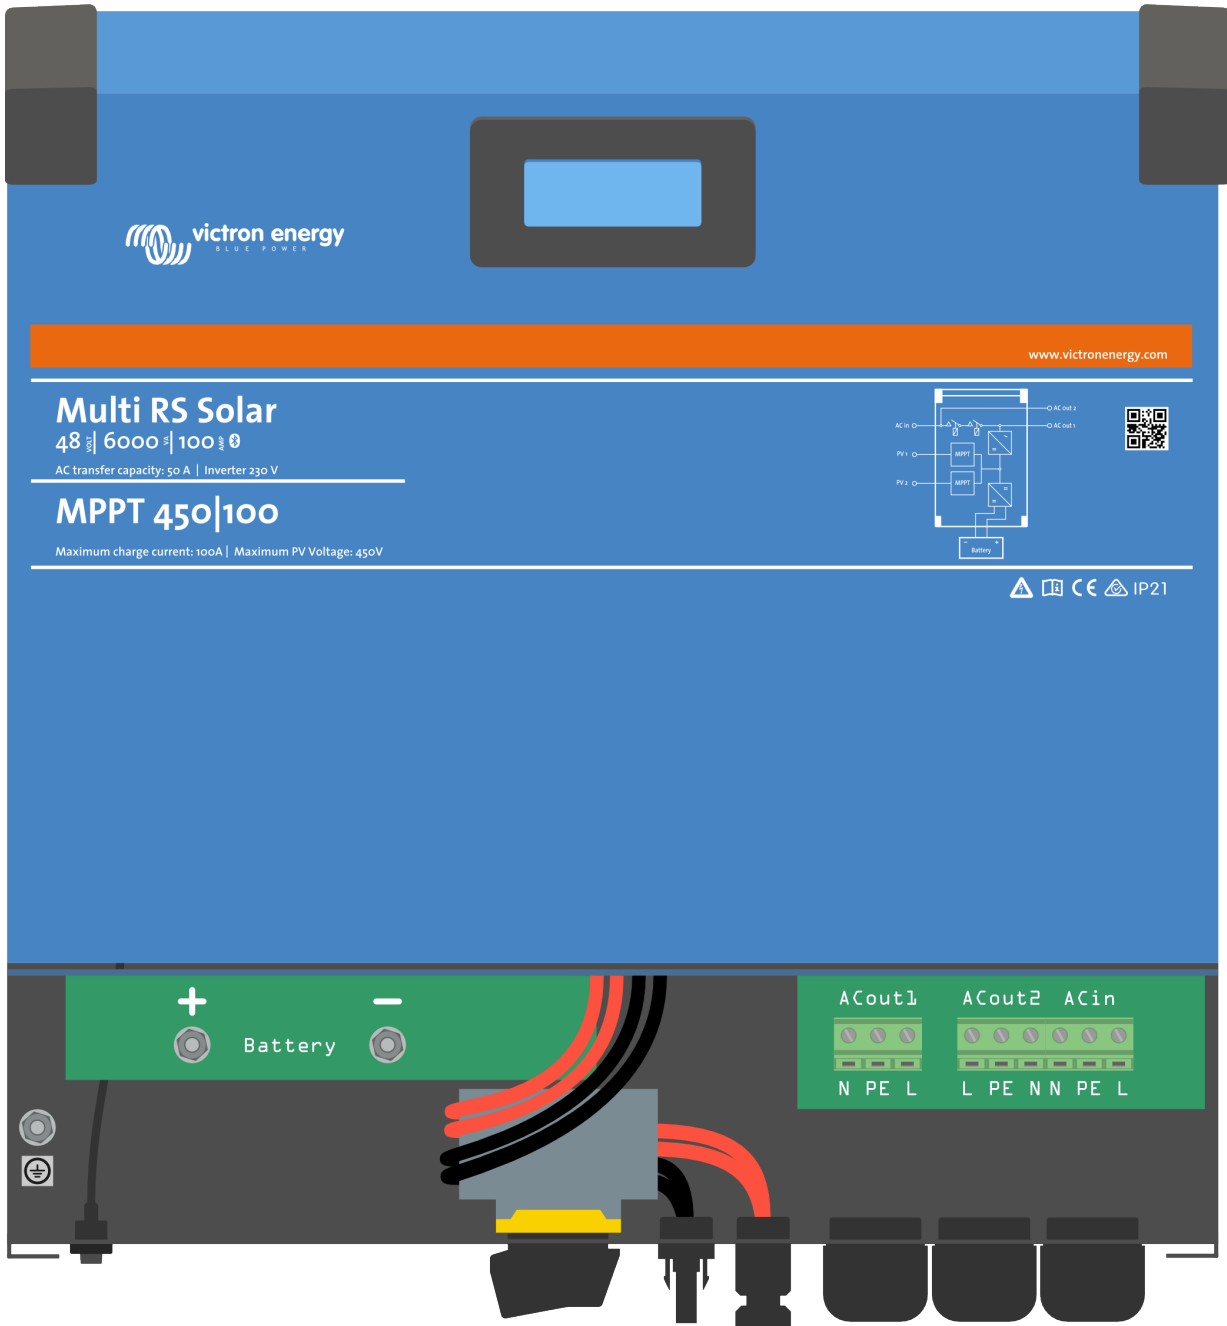 victron energy
BLUE POWER
www.victronenergy.com
Multi RS Solar
48 VOLT | 6000 VA | 100 AMP
AC transfer capacity: 50 A | Inverter 230 V
MPPT 450|100
Maximum charge current: 100A | Maximum PV Voltage: 450V
AC out 2
AC in
AC out 1
PV 1
MPPT
PV 2
MPPT
- +
Battery
CE IP21
+ −
Battery
ACout1 ACout2 ACin
N PE L L PE N N PE L